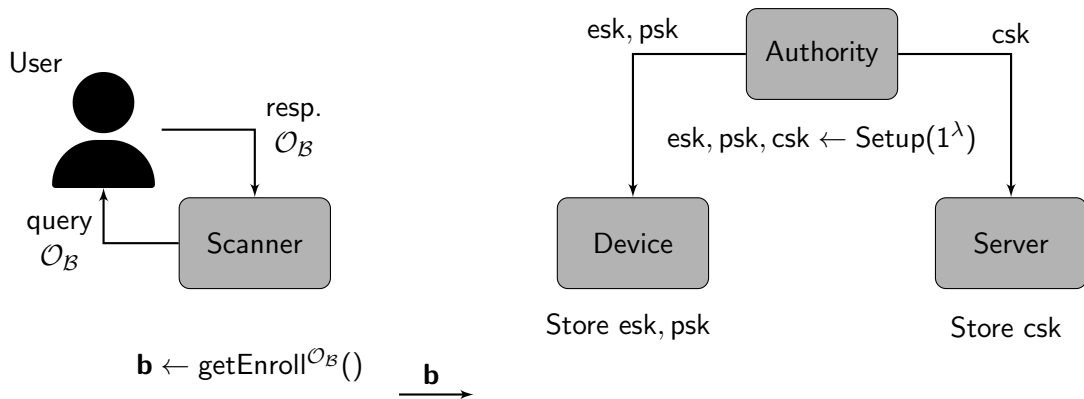 User
resp.
𝒪_ℬ
query
𝒪_ℬ
Scanner
𝐛 ← getEnroll^{𝒪_ℬ}()
𝐛
esk, psk
Authority
csk
esk, psk, csk ← Setup(1^λ)
Device
Server
Store esk, psk
Store csk